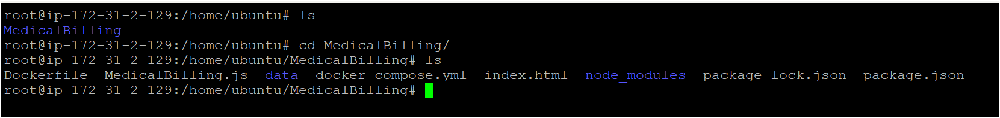 root@ip-172-31-2-129:/home/ubuntu# ls
MedicalBilling
root@ip-172-31-2-129:/home/ubuntu# cd MedicalBilling/
root@ip-172-31-2-129:/home/ubuntu/MedicalBilling# ls
Dockerfile  MedicalBilling.js  data  docker-compose.yml  index.html  node_modules  package-lock.json  package.json
root@ip-172-31-2-129:/home/ubuntu/MedicalBilling#